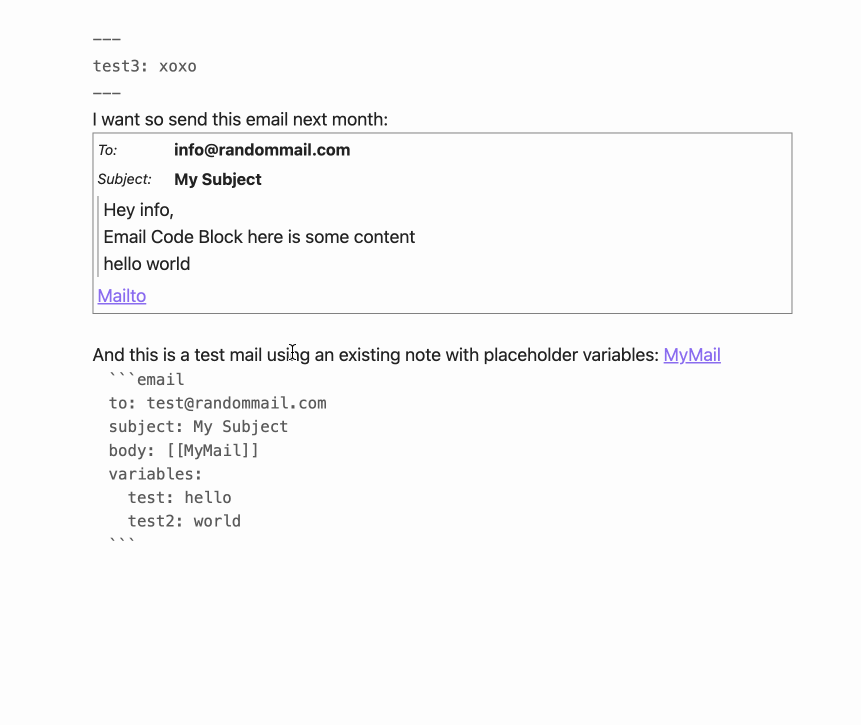 ---
test3: xoxo
---
I want so send this email next month:
To: info@randommail.com
Subject: My Subject
Hey info,
Email Code Block here is some content
hello world
Mailto
And this is a test mail using an existing note with placeholder variables: MyMail
```email
to: test@randommail.com
subject: My Subject
body: [[MyMail]]
variables:
  test: hello
  test2: world
```